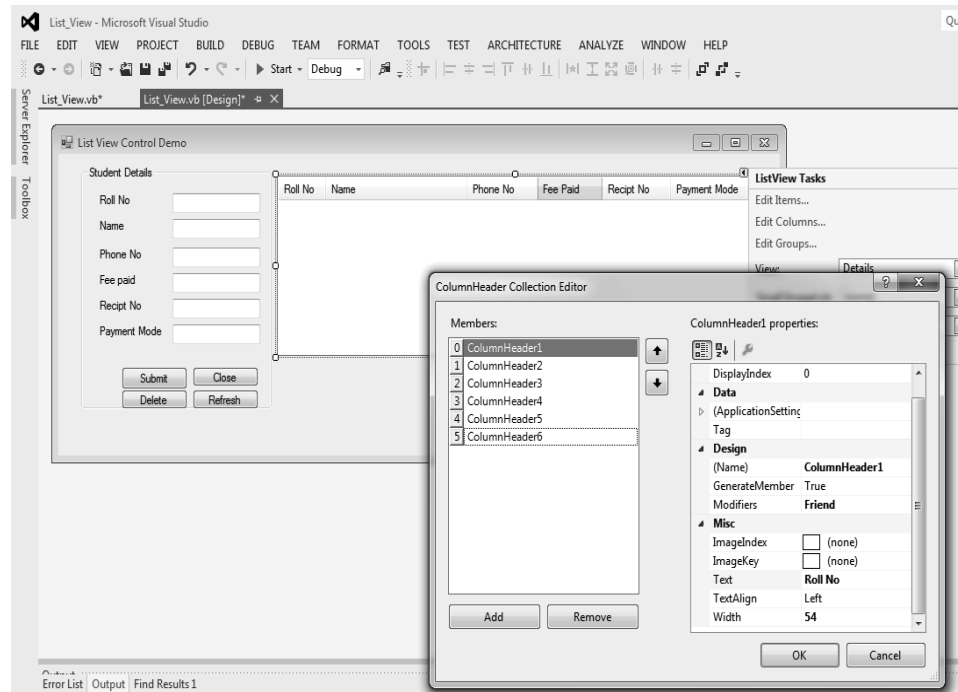 List_View - Microsoft Visual Studio
Qu
FILE EDIT VIEW PROJECT BUILD DEBUG TEAM FORMAT TOOLS TEST ARCHITECTURE ANALYZE WINDOW HELP
Start - Debug
Server Explorer
Toolbox
List_View.vb*
List_View.vb [Design]*
List View Control Demo
Student Details
Roll No
Name
Phone No
Fee paid
Recipt No
Payment Mode
Submit Close
Delete Refresh
Roll No Name Phone No Fee Paid Recipt No Payment Mode
ListView Tasks
Edit Items...
Edit Columns...
Edit Groups...
View: Details
ColumnHeader Collection Editor
Members:
0 ColumnHeader1
1 ColumnHeader2
2 ColumnHeader3
3 ColumnHeader4
4 ColumnHeader5
5 ColumnHeader6
Add Remove
ColumnHeader1 properties:
DisplayIndex 0
Data
(ApplicationSetting
Tag
Design
(Name) ColumnHeader1
GenerateMember True
Modifiers Friend
Misc
ImageIndex (none)
ImageKey (none)
Text Roll No
TextAlign Left
Width 54
OK Cancel
Error List Output Find Results 1